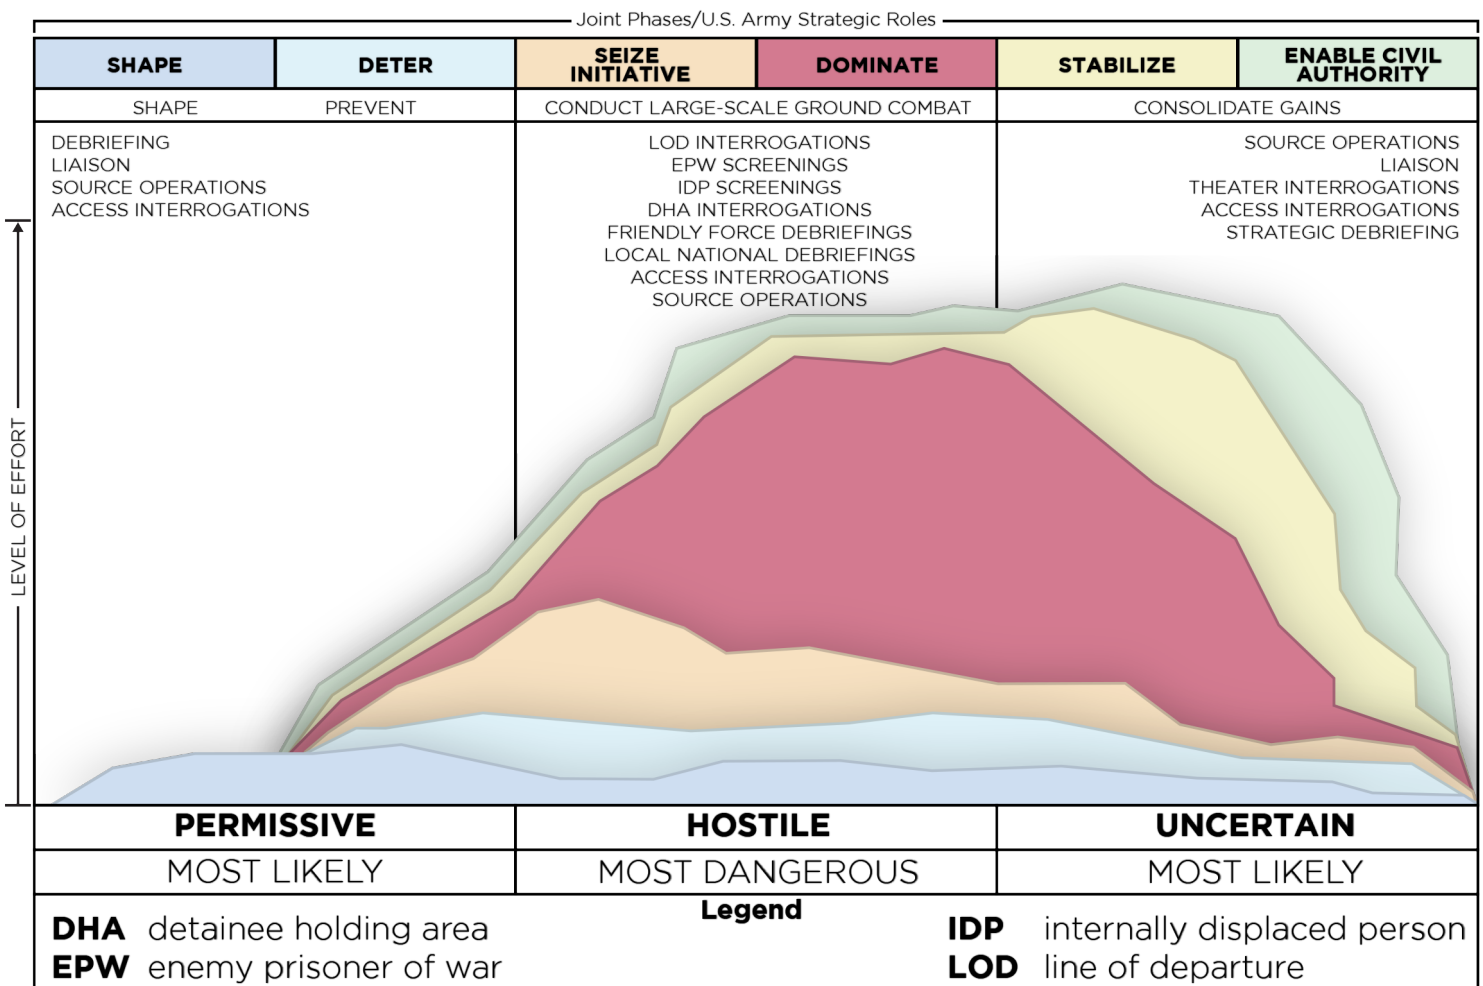 Joint Phases/U.S. Army Strategic Roles
SHAPE
DETER
SEIZE
INITIATIVE
DOMINATE
STABILIZE
ENABLE CIVIL
AUTHORITY
SHAPE
PREVENT
CONDUCT LARGE-SCALE GROUND COMBAT
CONSOLIDATE GAINS
DEBRIEFING
LIAISON
SOURCE OPERATIONS
ACCESS INTERROGATIONS
LOD INTERROGATIONS
EPW SCREENINGS
IDP SCREENINGS
DHA INTERROGATIONS
FRIENDLY FORCE DEBRIEFINGS
LOCAL NATIONAL DEBRIEFINGS
ACCESS INTERROGATIONS
SOURCE OPERATIONS
SOURCE OPERATIONS
LIAISON
THEATER INTERROGATIONS
ACCESS INTERROGATIONS
STRATEGIC DEBRIEFING
LEVEL OF EFFORT
PERMISSIVE
HOSTILE
UNCERTAIN
MOST LIKELY
MOST DANGEROUS
MOST LIKELY
Legend
DHA detainee holding area
EPW enemy prisoner of war
IDP internally displaced person
LOD line of departure